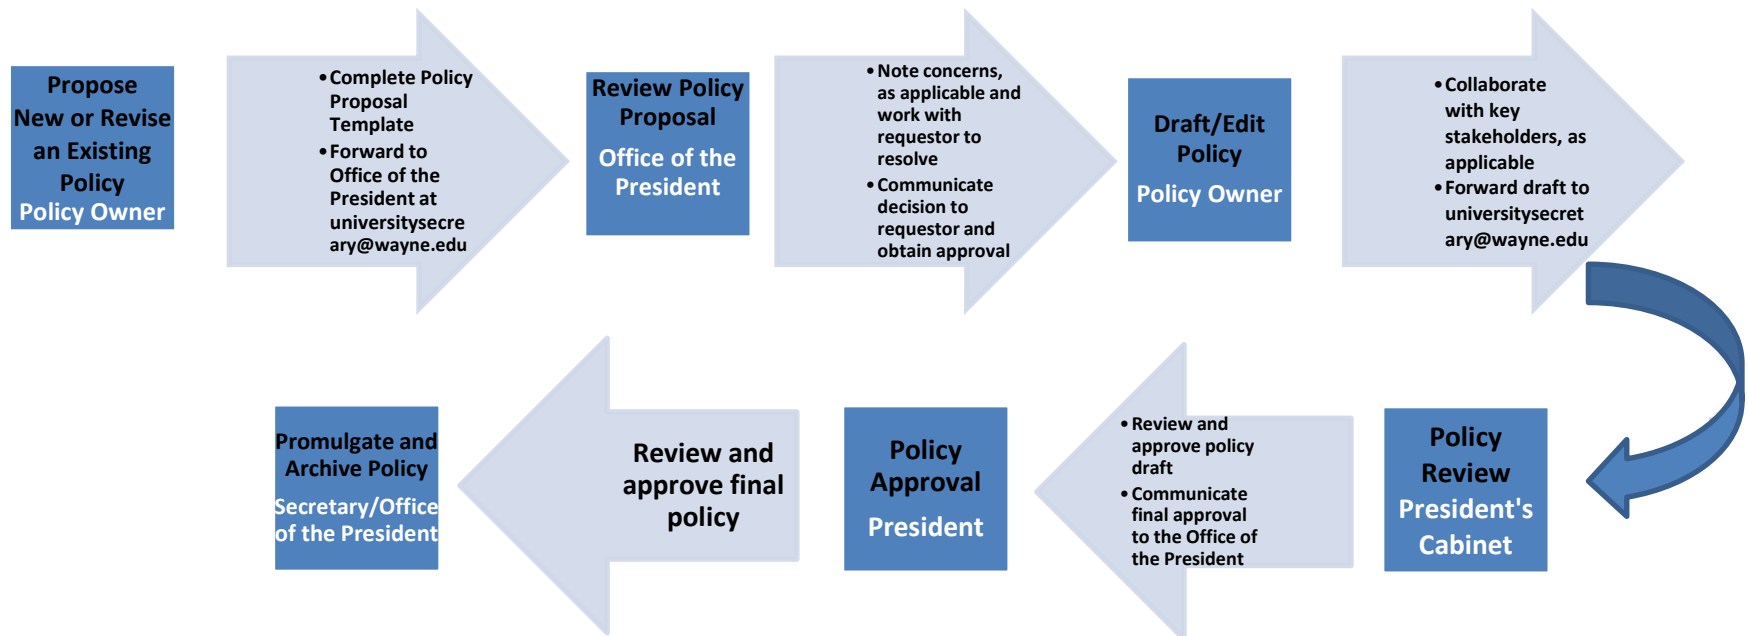 Propose
New or Revise
an Existing
Policy
Policy Owner
•Complete Policy
Proposal
Template
•Forward to
Office of the
President at
universitysecre
ary@wayne.edu
Review Policy
Proposal
Office of the
President
•Note concerns,
as applicable and
work with
requestor to
resolve
•Communicate
decision to
requestor and
obtain approval
Draft/Edit
Policy
Policy Owner
•Collaborate
with key
stakeholders, as
applicable
•Forward draft to
universitysecret
ary@wayne.edu
Policy
Review
President's
Cabinet
•Review and
approve policy
draft
•Communicate
final approval
to the Office of
the President
Policy
Approval
President
Review and
approve final
policy
Promulgate and
Archive Policy
Secretary/Office
of the President